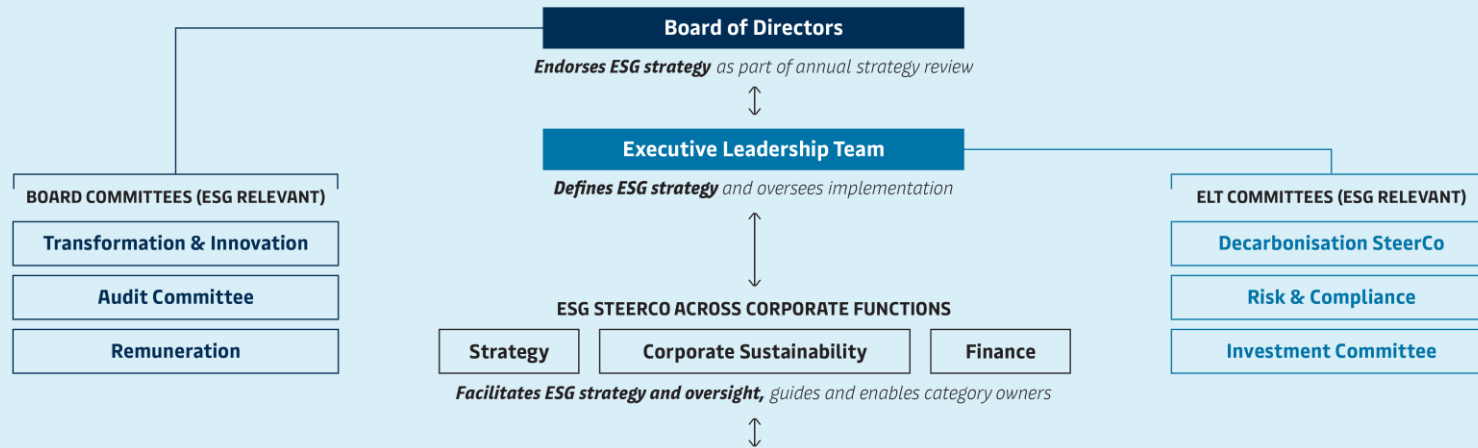 Board of Directors
Endorses ESG strategy as part of annual strategy review
Executive Leadership Team
Defines ESG strategy and oversees implementation
BOARD COMMITTEES (ESG RELEVANT)
Transformation & Innovation
Audit Committee
Remuneration
ELT COMMITTEES (ESG RELEVANT)
Decarbonisation SteerCo
Risk & Compliance
Investment Committee
ESG STEERCO ACROSS CORPORATE FUNCTIONS
Strategy
Corporate Sustainability
Finance
Facilitates ESG strategy and oversight, guides and enables category owners